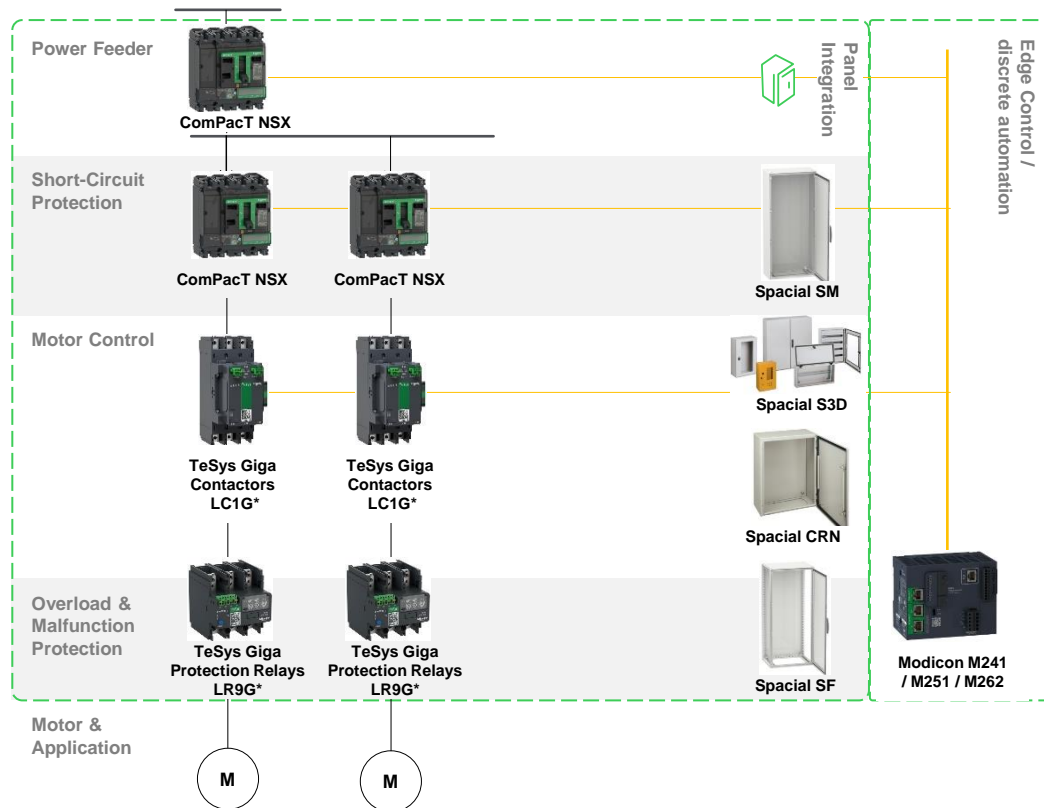 Power Feeder
ComPacT NSX
Panel
Integration
Edge Control /
discrete automation
Short-Circuit
Protection
ComPacT NSX
ComPacT NSX
Spacial SM
Motor Control
TeSys Giga
Contactors
LC1G*
TeSys Giga
Contactors
LC1G*
Spacial S3D
Spacial CRN
Overload &
Malfunction
Protection
TeSys Giga
Protection Relays
LR9G*
TeSys Giga
Protection Relays
LR9G*
Spacial SF
Modicon M241
/ M251 / M262
Motor &
Application
M
M